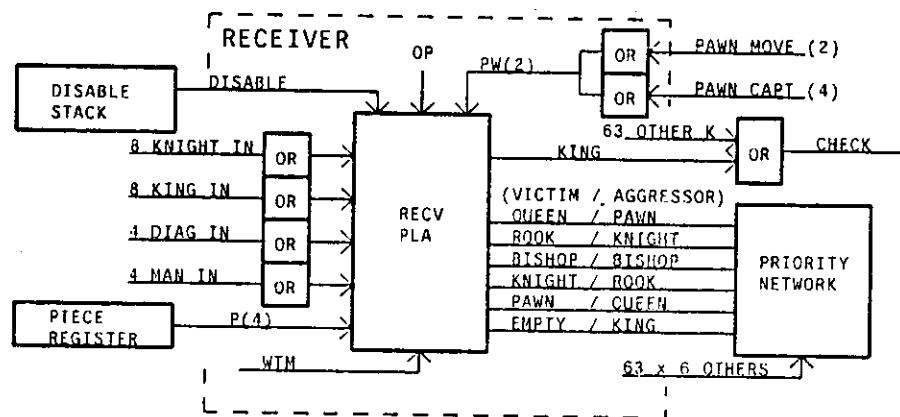 RECEIVER
OP
PW(2)
OR
PAWN MOVE (2)
OR
PAWN CAPT (4)
DISABLE
STACK
DISABLE
63 OTHER K
OR
CHECK
KING
8 KNIGHT IN
OR
8 KING IN
OR
4 DIAG IN
OR
4 MAN IN
OR
RECV
PLA
(VICTIM / AGGRESSOR)
QUEEN / PAWN
ROOK / KNIGHT
BISHOP / BISHOP
KNIGHT / ROOK
PAWN / QUEEN
EMPTY / KING
PRIORITY
NETWORK
PIECE
REGISTER
P(4)
WTM
63 x 6 OTHERS